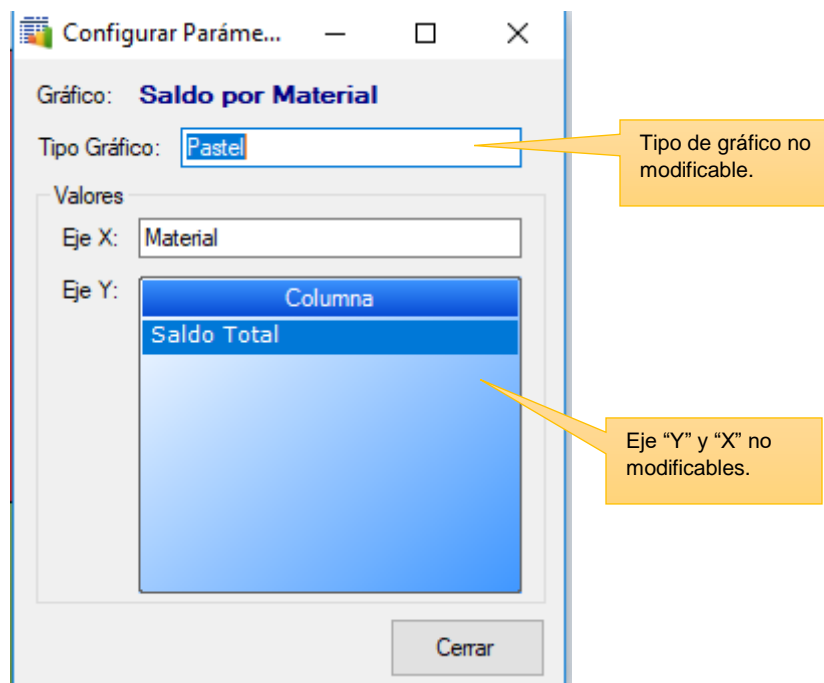 Configurar Paráme...
Gráfico: Saldo por Material
Tipo Gráfico: Pastel
Tipo de gráfico no
modificable.
Valores
Eje X: Material
Eje Y: Columna
Saldo Total
Eje “Y” y “X” no
modificables.
Cerrar